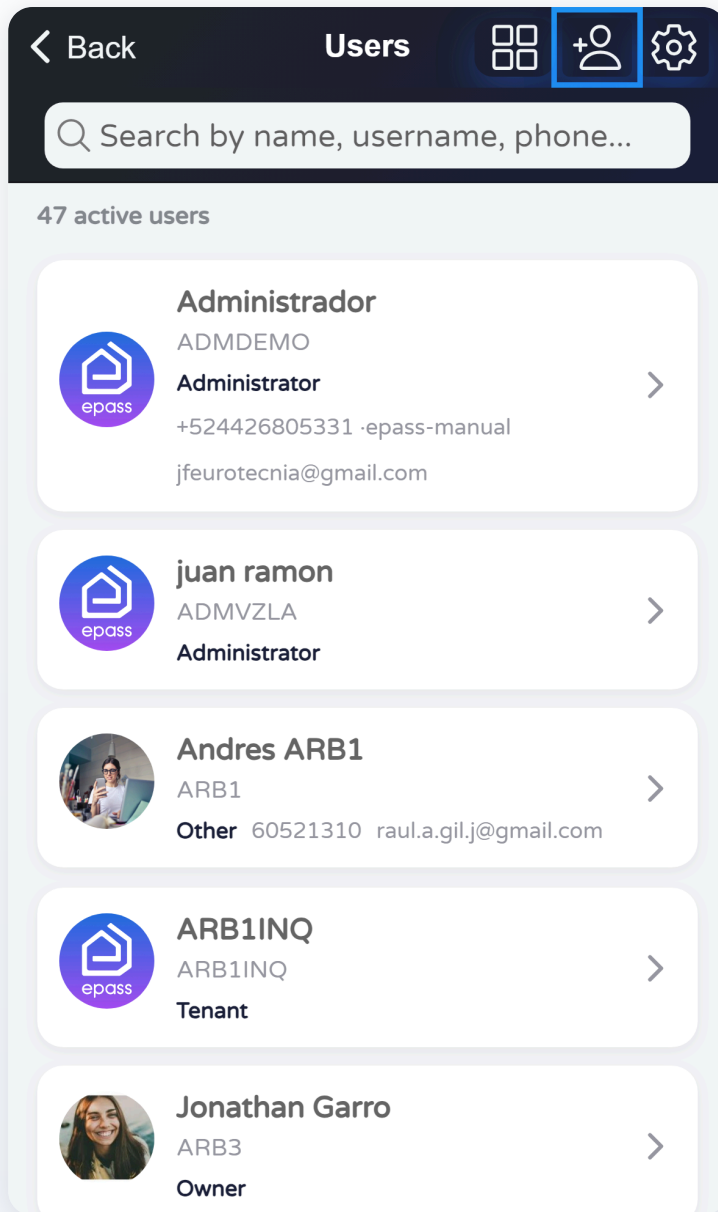 Back Users
Search by name, username, phone...
47 active users
Administrador
ADMDEMO
Administrator
epass
+524426805331 ·epass-manual
jfeurotecnia@gmail.com
juan ramon
ADMVZLA
epass
Administrator
Andres ARB1
ARB1
Other 60521310 raul.a.gil.j@gmail.com
ARB1INQ
ARB1INQ
epass
Tenant
Jonathan Garro
ARB3
Owner